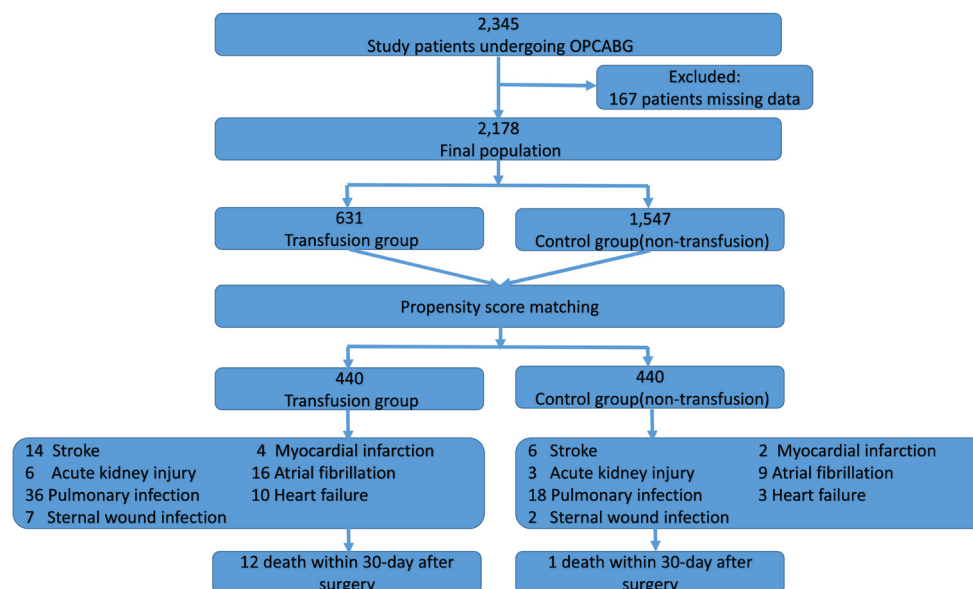 2,345
Study patients undergoing OPCABG
Excluded:
167 patients missing data
2,178
Final population
631
Transfusion group
1,547
Control group(non-transfusion)
Propensity score matching
440
Transfusion group
440
Control group(non-transfusion)
14 Stroke
6 Acute kidney injury
36 Pulmonary infection
7 Sternal wound infection
4 Myocardial infarction
16 Atrial fibrillation
10 Heart failure
6 Stroke
3 Acute kidney injury
18 Pulmonary infection
2 Sternal wound infection
2 Myocardial infarction
9 Atrial fibrillation
3 Heart failure
12 death within 30-day after
surgery
1 death within 30-day after
surgery